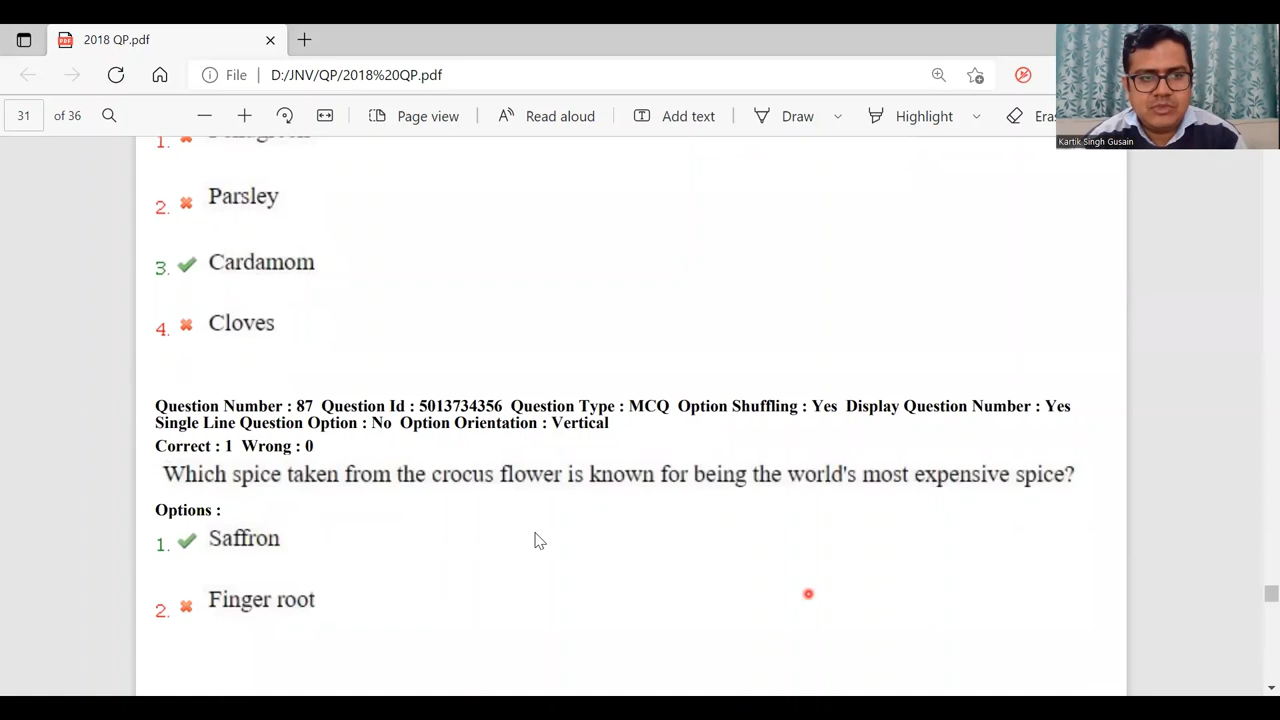 2018 QP.pdf
File D:/JNV/QP/2018%20QP.pdf
31 of 36 Page view Read aloud Add text Draw Highlight
Kartik Singh Gusain
1.
2. Parsley
3. Cardamom
4. Cloves
Question Number : 87 Question Id : 5013734356 Question Type : MCQ Option Shuffling : Yes Display Question Number : Yes
Single Line Question Option : No Option Orientation : Vertical
Correct : 1 Wrong : 0
Which spice taken from the crocus flower is known for being the world's most expensive spice?
Options :
1. Saffron
2. Finger root